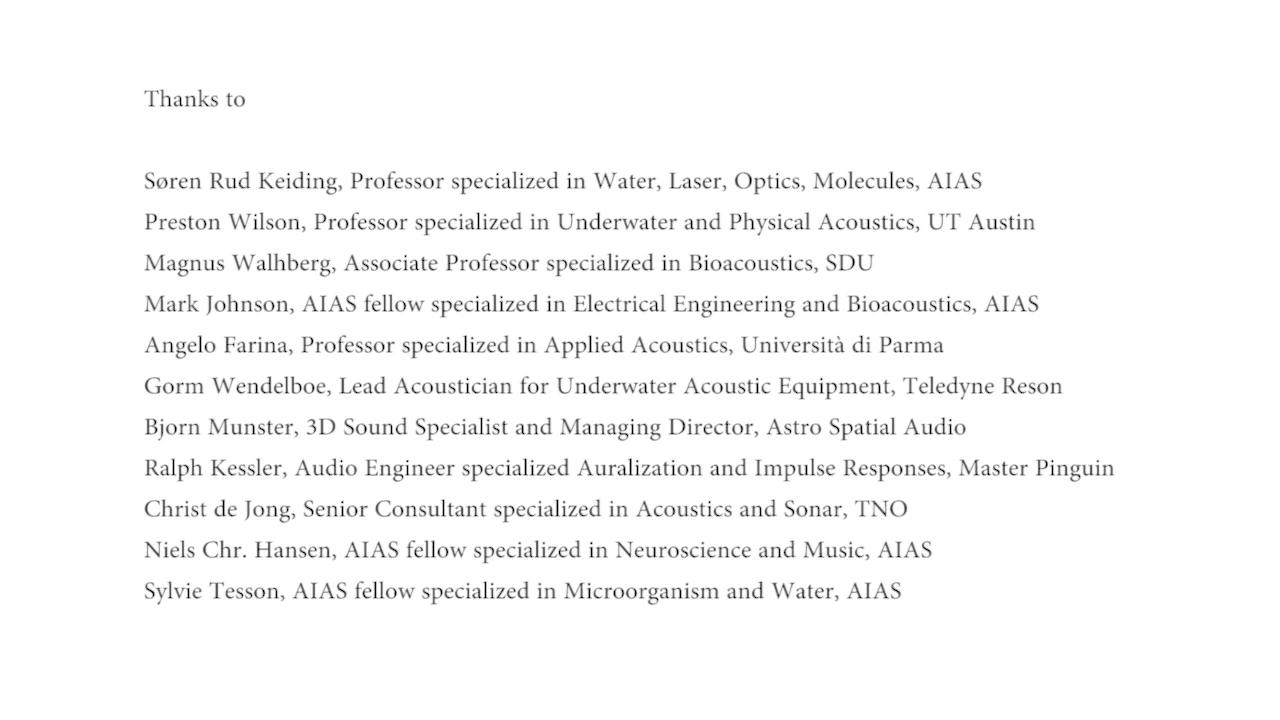 Thanks to
Søren Rud Keiding, Professor specialized in Water, Laser, Optics, Molecules, AIAS
Preston Wilson, Professor specialized in Underwater and Physical Acoustics, UT Austin
Magnus Walhberg, Associate Professor specialized in Bioacoustics, SDU
Mark Johnson, AIAS fellow specialized in Electrical Engineering and Bioacoustics, AIAS
Angelo Farina, Professor specialized in Applied Acoustics, Università di Parma
Gorm Wendelboe, Lead Acoustician for Underwater Acoustic Equipment, Teledyne Reson
Bjorn Munster, 3D Sound Specialist and Managing Director, Astro Spatial Audio
Ralph Kessler, Audio Engineer specialized Auralization and Impulse Responses, Master Pinguin
Christ de Jong, Senior Consultant specialized in Acoustics and Sonar, TNO
Niels Chr. Hansen, AIAS fellow specialized in Neuroscience and Music, AIAS
Sylvie Tesson, AIAS fellow specialized in Microorganism and Water, AIAS